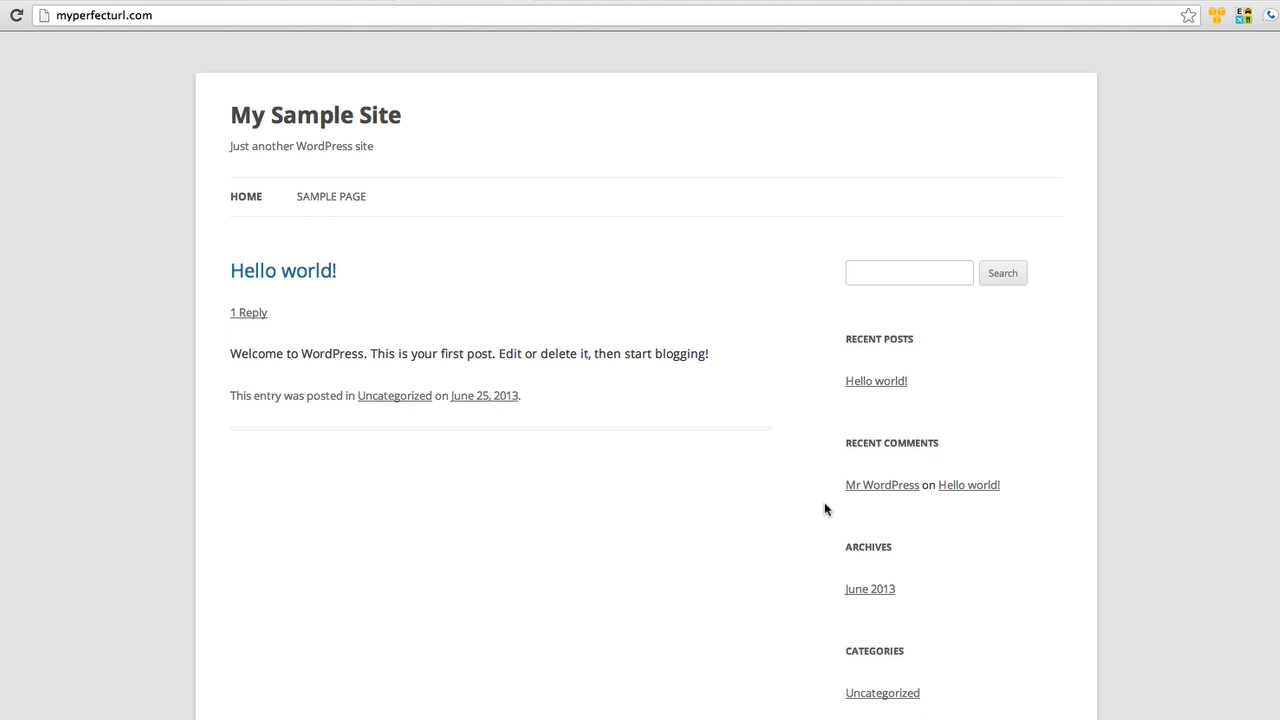 myperfecturl.com
My Sample Site
Just another WordPress site
HOME SAMPLE PAGE
Hello world!
1 Reply
Welcome to WordPress. This is your first post. Edit or delete it, then start blogging!
This entry was posted in Uncategorized on June 25, 2013.
Search
RECENT POSTS
Hello world!
RECENT COMMENTS
Mr WordPress on Hello world!
ARCHIVES
June 2013
CATEGORIES
Uncategorized